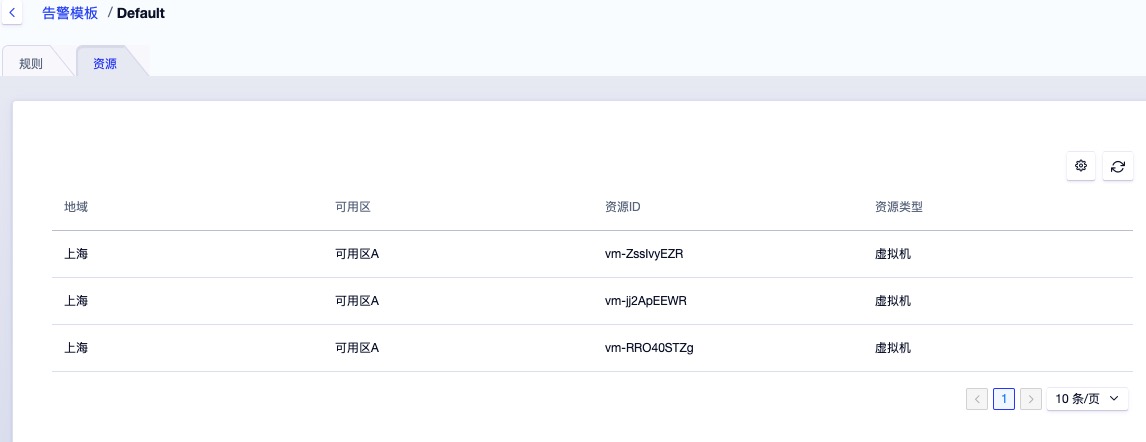 告警模板 / Default
规则 资源
地域 可用区 资源ID 资源类型
上海 可用区A vm-ZssIvyEZR 虚拟机
上海 可用区A vm-jj2ApEEWR 虚拟机
上海 可用区A vm-RRO40STZg 虚拟机
1 10 条/页